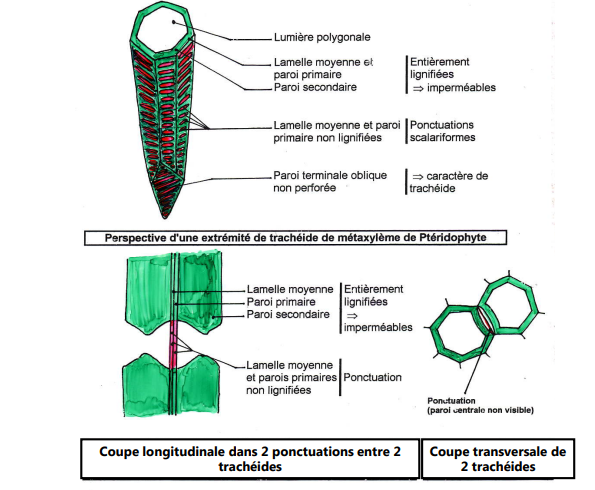 Lumière polygonale
Lamelle moyenne et
paroi primaire
Paroi secondaire
Entièrement
lignifiées
⇒ imperméables
Lamelle moyenne et paroi
primaire non lignifiées
Ponctuations
scalariformes
Paroi terminale oblique
non perforée
⇒ caractère de
trachéide
Perspective d'une extrémité de trachéide de métaxylème de Ptéridophyte
Lamelle moyenne
Paroi primaire
Paroi secondaire
Entièrement
lignifiées
⇒
imperméables
Lamelle moyenne
et parois primaires
non lignifiées
Ponctuation
Ponctuation
(paroi centrale non visible)
Coupe longitudinale dans 2 ponctuations entre 2
trachéides
Coupe transversale de
2 trachéides